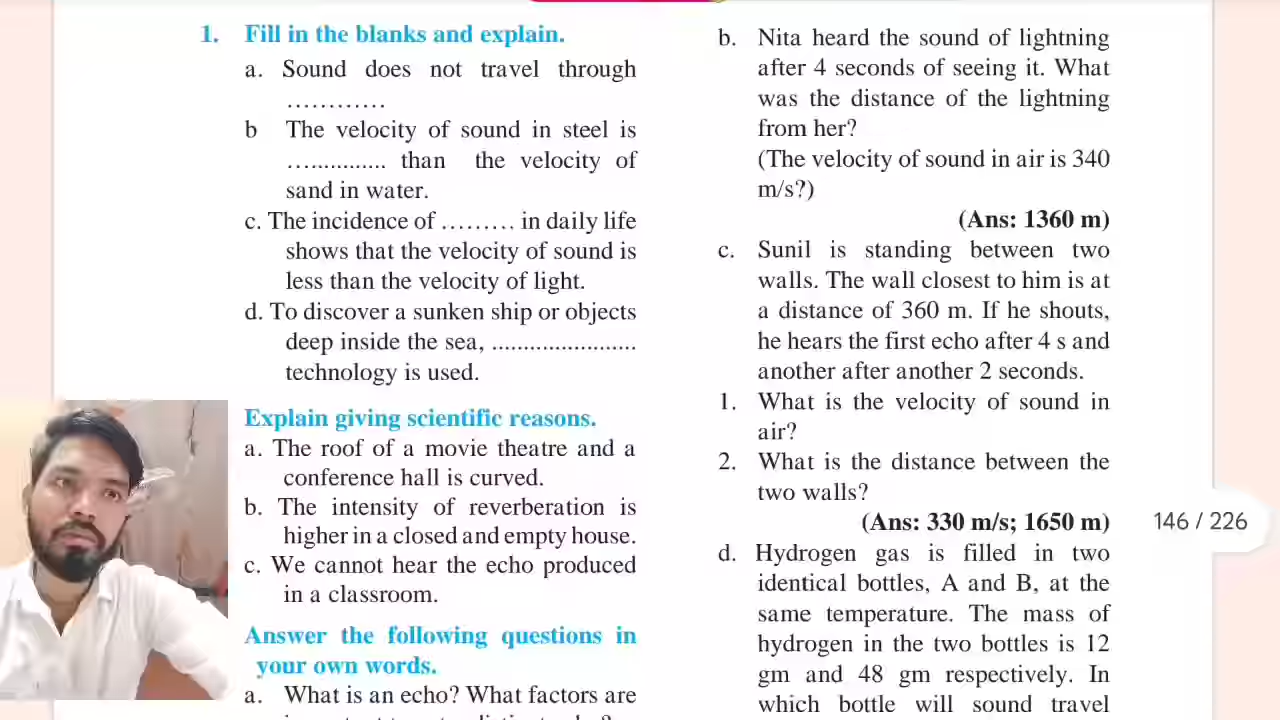 1. Fill in the blanks and explain.
a. Sound does not travel through
............
b The velocity of sound in steel is
................ than the velocity of
sand in water.
c. The incidence of ......... in daily life
shows that the velocity of sound is
less than the velocity of light.
d. To discover a sunken ship or objects
deep inside the sea, .......................
technology is used.
Explain giving scientific reasons.
a. The roof of a movie theatre and a
conference hall is curved.
b. The intensity of reverberation is
higher in a closed and empty house.
c. We cannot hear the echo produced
in a classroom.
Answer the following questions in
your own words.
a. What is an echo? What factors are
b. Nita heard the sound of lightning
after 4 seconds of seeing it. What
was the distance of the lightning
from her?
(The velocity of sound in air is 340
m/s?)
(Ans: 1360 m)
c. Sunil is standing between two
walls. The wall closest to him is at
a distance of 360 m. If he shouts,
he hears the first echo after 4 s and
another after another 2 seconds.
1. What is the velocity of sound in
air?
2. What is the distance between the
two walls?
(Ans: 330 m/s; 1650 m)
d. Hydrogen gas is filled in two
identical bottles, A and B, at the
same temperature. The mass of
hydrogen in the two bottles is 12
gm and 48 gm respectively. In
which bottle will sound travel
146 / 226